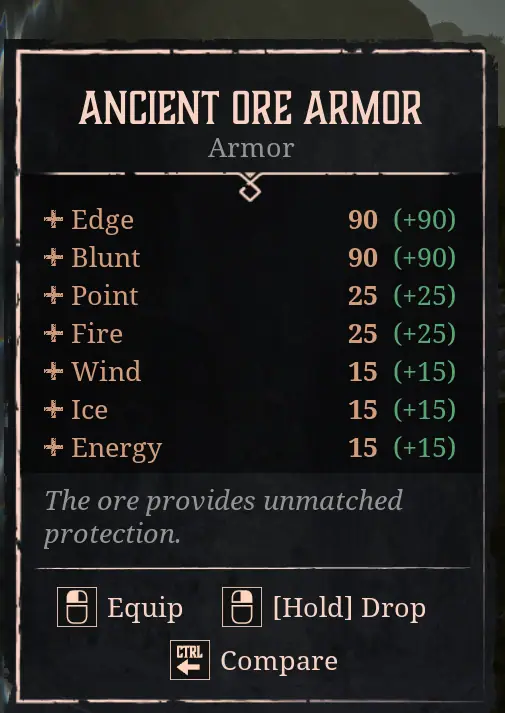 ANCIENT ORE ARMOR
Armor
Edge 90 (+90)
Blunt 90 (+90)
Point 25 (+25)
Fire 25 (+25)
Wind 15 (+15)
Ice 15 (+15)
Energy 15 (+15)
The ore provides unmatched
protection.
Equip [Hold] Drop
CTRL Compare